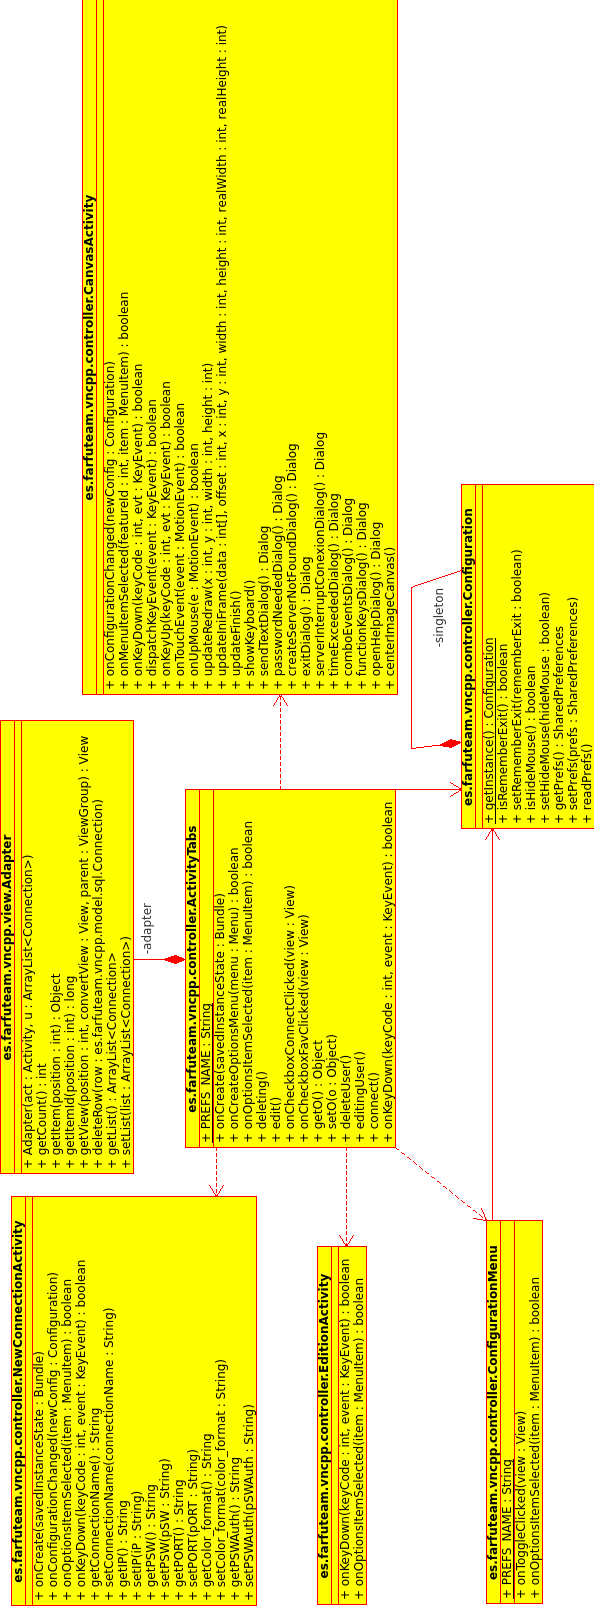 es.farfuteam.vncpp.view.Adapter
+ Adapter(act : Activity, u : ArrayList<Connection>)
+ getCount() : int
+ getItem(position : int) : Object
+ getItemId(position : int) : long
+ getView(position : int, convertView : View, parent : ViewGroup) : View
+ deleteRow(row : es.farfuteam.vncpp.model.sql.Connection)
+ getList() : ArrayList<Connection>
+ setList(list : ArrayList<Connection>)
es.farfuteam.vncpp.controller.CanvasActivity
+ onConfigurationChanged(newConfig : Configuration)
+ onMenuItemSelected(featureId : int, item : MenuItem) : boolean
+ onKeyDown(keyCode : int, evt : KeyEvent) : boolean
+ dispatchKeyEvent(event : KeyEvent) : boolean
+ onKeyUp(keyCode : int, evt : KeyEvent) : boolean
+ onTouchEvent(event : MotionEvent) : boolean
+ onUpMouse(e : MotionEvent) : boolean
+ updateRedraw(x : int, y : int, width : int, height : int)
+ updateIniFrame(data : int[], offset : int, x : int, y : int, width : int, height : int, realWidth : int, realHeight : int)
+ updateFinish()
+ showKeyboard()
+ sendTextDialog() : Dialog
+ passwordNeededDialog() : Dialog
+ createServerNotFoundDialog() : Dialog
+ exitDialog() : Dialog
+ serverInterruptConexionDialog() : Dialog
+ timeExceededDialog() : Dialog
+ comboEventsDialog() : Dialog
+ functionKeysDialog() : Dialog
+ openHelpDialog() : Dialog
+ centerImageCanvas()
-adapter
-singleton
es.farfuteam.vncpp.controller.ActivityTabs
+ PREFS_NAME : String
+ onCreate(savedInstanceState : Bundle)
+ onCreateOptionsMenu(menu : Menu) : boolean
+ onOptionsItemSelected(item : MenuItem) : boolean
+ deleting()
+ edit()
+ onCheckboxConnectClicked(view : View)
+ onCheckboxFavClicked(view : View)
+ getO() : Object
+ setO(o : Object)
+ deleteUser()
+ editingUser()
+ connect()
+ onKeyDown(keyCode : int, event : KeyEvent) : boolean
es.farfuteam.vncpp.controller.Configuration
+ getInstance() : Configuration
+ isRememberExit() : boolean
+ setRememberExit(rememberExit : boolean)
+ isHideMouse() : boolean
+ setHideMouse(hideMouse : boolean)
+ getPrefs() : SharedPreferences
+ setPrefs(prefs : SharedPreferences)
+ readPrefs()
es.farfuteam.vncpp.controller.NewConnectionActivity
+ onCreate(savedInstanceState : Bundle)
+ onConfigurationChanged(newConfig : Configuration)
+ onOptionsItemSelected(item : MenuItem) : boolean
+ onKeyDown(keyCode : int, event : KeyEvent) : boolean
+ getConnectionName() : String
+ setConnectionName(connectionName : String)
+ getIP() : String
+ setIP(iP : String)
+ getPSW() : String
+ setPSW(pSW : String)
+ getPORT() : String
+ setPORT(pORT : String)
+ getColor_format() : String
+ setColor_format(color_format : String)
+ getPSWAuth() : String
+ setPSWAuth(pSWAuth : String)
es.farfuteam.vncpp.controller.EditionActivity
+ onKeyDown(keyCode : int, event : KeyEvent) : boolean
+ onOptionsItemSelected(item : MenuItem) : boolean
es.farfuteam.vncpp.controller.ConfigurationMenu
+ PREFS_NAME : String
+ onToggleClicked(view : View)
+ onOptionsItemSelected(item : MenuItem) : boolean